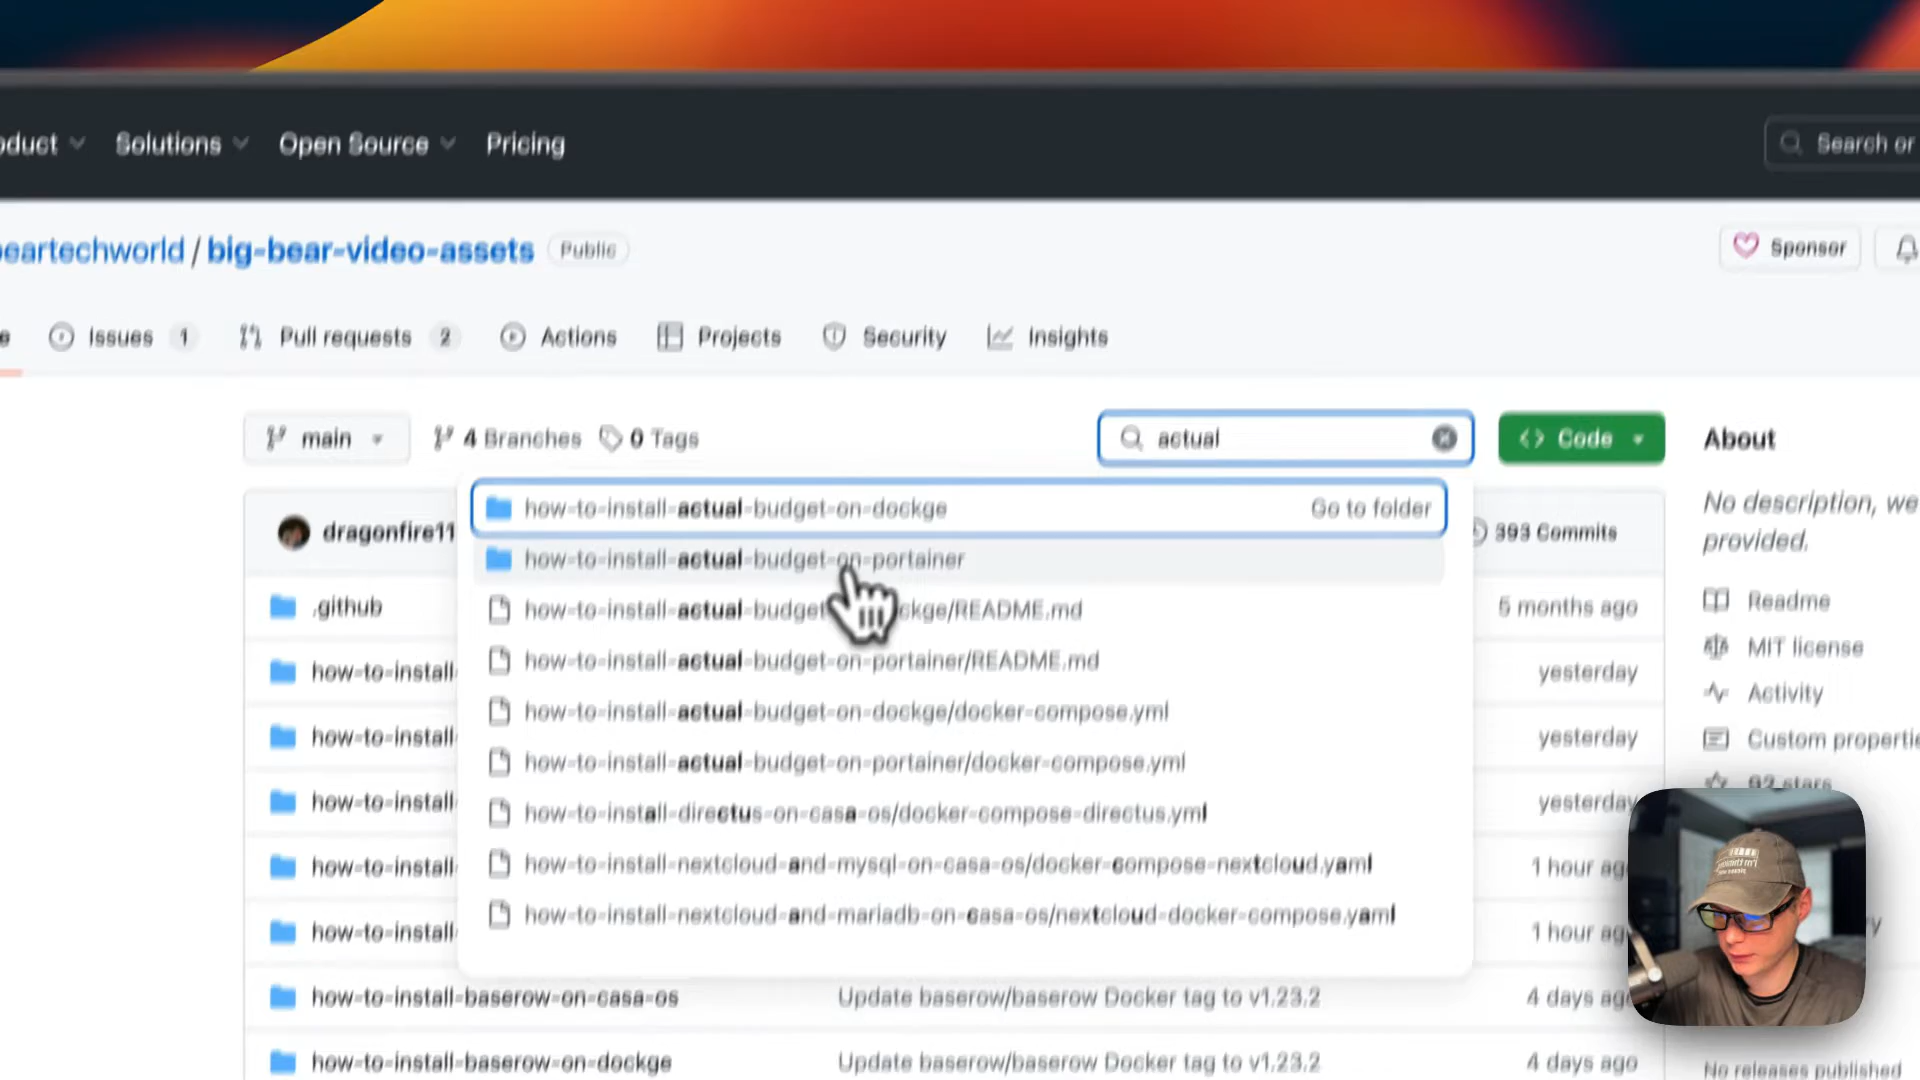 oduct Solutions Open Source Pricing Search or
eartechworld / big-bear-video-assets Public Sponsor
e Issues 1 Pull requests 2 Actions Projects Security Insights
main 4 Branches 0 Tags actual Code About
how-to-install-actual-budget-on-dockge Go to folder
No description, we
provided.
dragonfire11 393 Commits
how-to-install-actual-budget-on-portainer
.github 5 months ago Readme
how-to-install-actual-budget ckge/README.md
how-to-install-actual-budget-on-portainer/README.md
MIT license
how-to-install yesterday
Activity
how-to-install-actual-budget-on-dockge/docker-compose.yml
how-to-install yesterday Custom propertie
how-to-install-actual-budget-on-portainer/docker-compose.yml
92 stars
how-to-install yesterday
how-to-install-directus-on-casa-os/docker-compose-directus.yml
how-to-install-nextcloud-and-mysql-on-casa-os/docker-compose-nextcloud.yaml
how-to-install 1 hour ag
how-to-install-nextcloud-and-mariadb-on-casa-os/nextcloud-docker-compose.yaml
how-to-install 1 hour ag
how-to-install-baserow-on-casa-os Update baserow/baserow Docker tag to v1.23.2 4 days ag
how-to-install-baserow-on-dockge Update baserow/baserow Docker tag to v1.23.2 4 days ago
No releases published